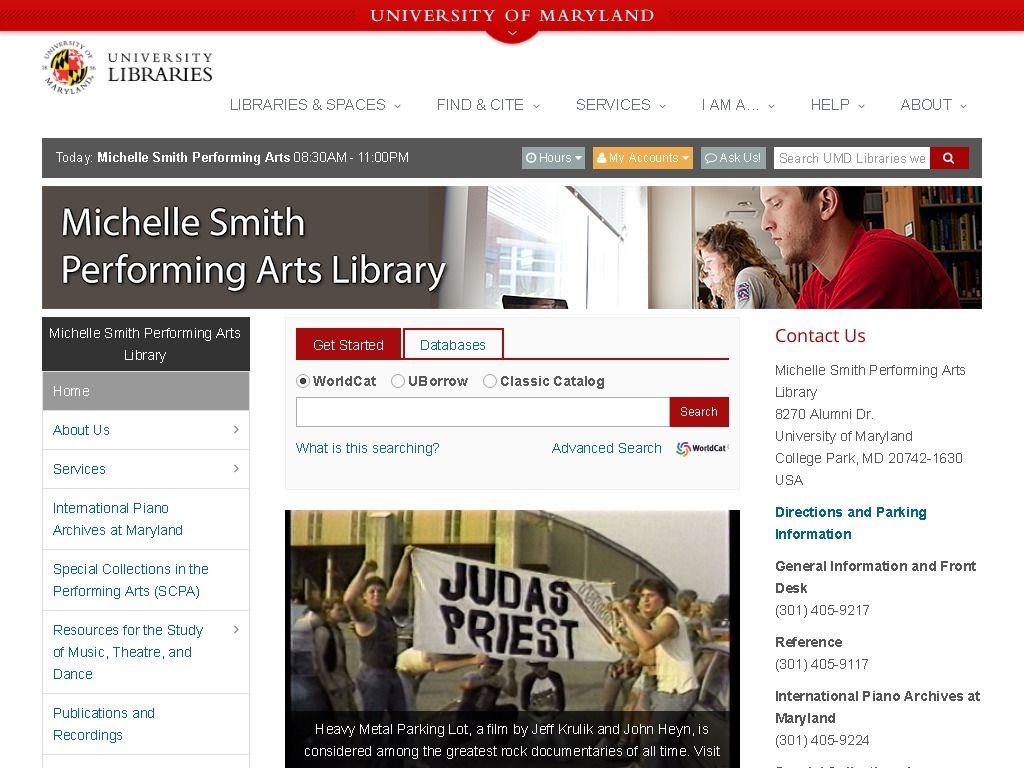 UNIVERSITY OF MARYLAND
UNIVERSITY OF MARYLAND
18 56
UNIVERSITY
LIBRARIES
LIBRARIES & SPACES
FIND & CITE
SERVICES
I AM A...
HELP
ABOUT
Today: Michelle Smith Performing Arts 08:30AM - 11:00PM
Hours
My Accounts
Ask Us!
Search UMD Libraries we
Michelle Smith
Performing Arts Library
Michelle Smith Performing Arts
Library
Home
About Us
Services
International Piano
Archives at Maryland
Special Collections in the
Performing Arts (SCPA)
Resources for the Study
of Music, Theatre, and
Dance
Publications and
Recordings
Get Started
Databases
WorldCat
UBorrow
Classic Catalog
Search
What is this searching?
Advanced Search
WorldCat
JUDAS
PRIEST
Heavy Metal Parking Lot, a film by Jeff Krulik and John Heyn, is
considered among the greatest rock documentaries of all time. Visit
Contact Us
Michelle Smith Performing Arts
Library
8270 Alumni Dr.
University of Maryland
College Park, MD 20742-1630
USA
Directions and Parking
Information
General Information and Front
Desk
(301) 405-9217
Reference
(301) 405-9117
International Piano Archives at
Maryland
(301) 405-9224